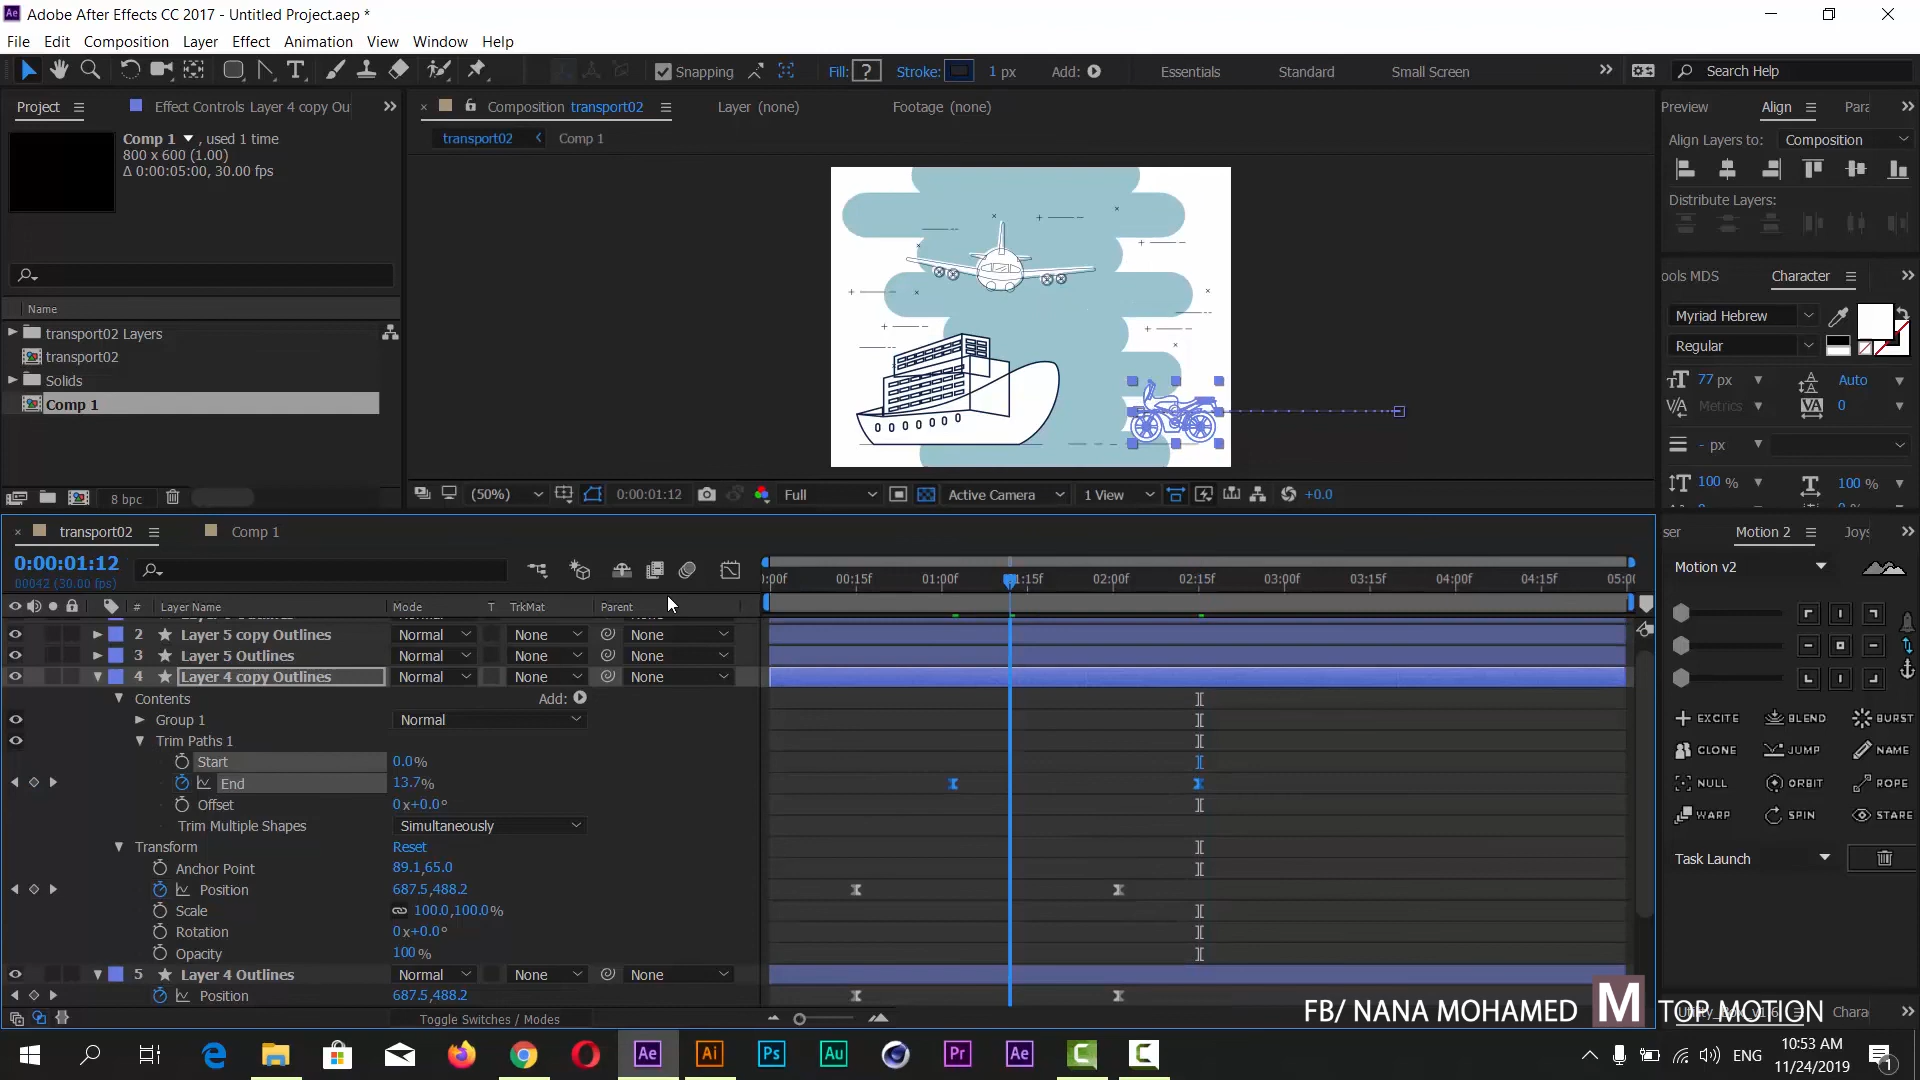 Adobe After Effects CC 2017 - Untitled Project.aep *
File Edit Composition Layer Effect Animation View Window Help
Snapping Fill: ? Stroke: 1 px Add: Essentials Standard Small Screen Search Help
Project Effect Controls Layer 4 copy Ou
Composition transport02 Layer (none) Footage (none)
Preview Align Para
Comp 1 , used 1 time
800 x 600 (1.00)
Δ 0:00:05:00, 30.00 fps
transport02 Comp 1
Align Layers to: Composition
Distribute Layers:
Name
transport02 Layers
transport02
Solids
Comp 1
ools MDS Character
Myriad Hebrew
Regular
77 px Auto
Metrics 0
- px
100 % 100 %
8 bpc
(50%) 0:00:01:12 Full Active Camera 1 View +0.0
transport02 Comp 1
0:00:01:12
00042 (30.00 fps)
:00f 00:15f 01:00f 01:15f 02:00f 02:15f 03:00f 03:15f 04:00f 04:15f 05:00
# Layer Name Mode T TrkMat Parent
2 Layer 5 copy Outlines Normal None None
3 Layer 5 Outlines Normal None None
4 Layer 4 copy Outlines Normal None None
Contents Add:
Group 1 Normal
Trim Paths 1
Start 0.0%
End 13.7%
Offset 0x+0.0°
Trim Multiple Shapes Simultaneously
Transform Reset
Anchor Point 89.1,65.0
Position 687.5,488.2
Scale 100.0,100.0%
Rotation 0x+0.0°
Opacity 100%
5 Layer 4 Outlines Normal None None
Position 687.5,488.2
Toggle Switches / Modes
ser Motion 2 Joys
Motion v2
EXCITE BLEND BURST
CLONE JUMP NAME
NULL ORBIT ROPE
WARP SPIN STARE
Task Launch
Chara
FB/ NANA MOHAMED M TOP MOTION
Ae Ai Ps Au Pr Ae
ENG 10:53 AM
11/24/2019
1